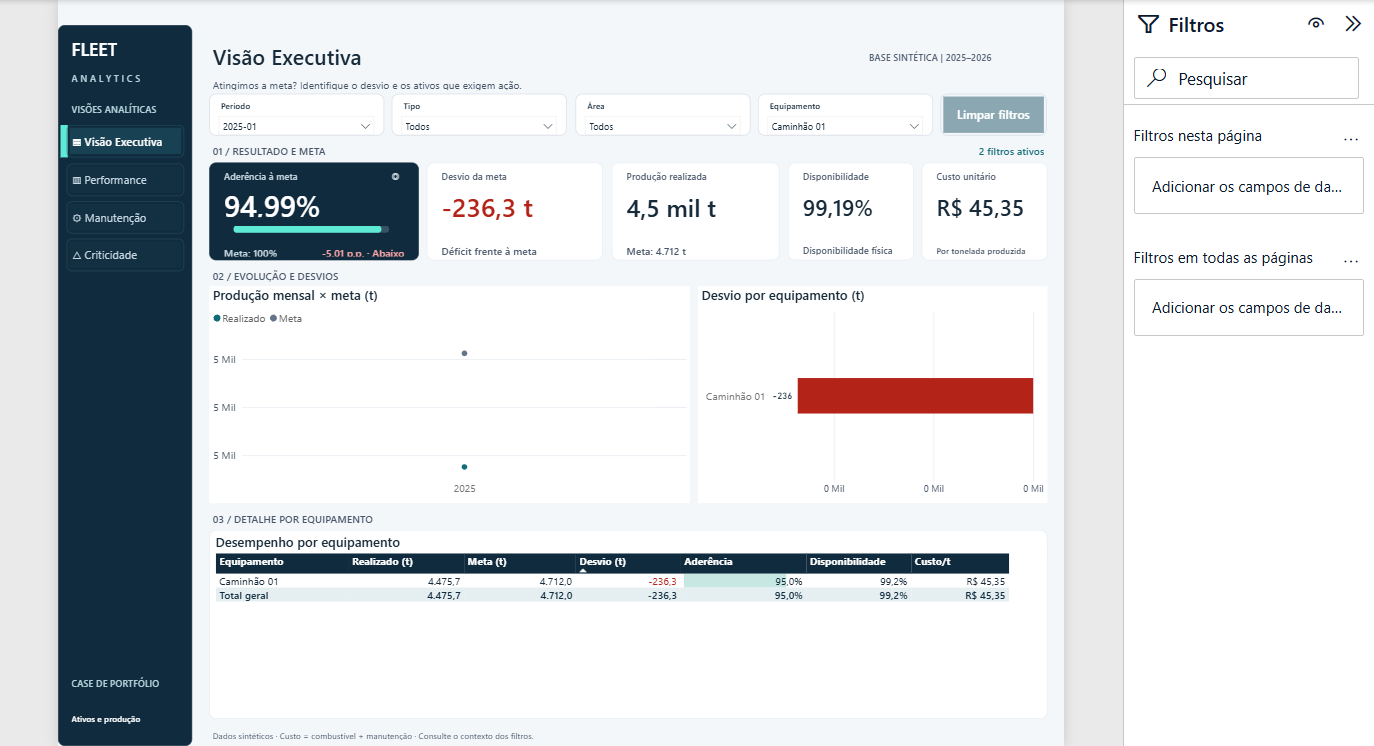 FLEET
ANALYTICS
VISÕES ANALÍTICAS
Visão Executiva
Performance
Manutenção
Criticidade
CASE DE PORTFÓLIO
Ativos e produção
Visão Executiva
BASE SINTÉTICA | 2025–2026
Atingimos a meta? Identifique o desvio e os ativos que exigem ação.
Período
2025-01
Tipo
Todos
Área
Todos
Equipamento
Caminhão 01
Limpar filtros
01 / RESULTADO E META
2 filtros ativos
Aderência à meta
94.99%
Meta: 100%
-5.01 p.p. · Abaixo
Desvio da meta
-236,3 t
Déficit frente à meta
Produção realizada
4,5 mil t
Meta: 4.712 t
Disponibilidade
99,19%
Disponibilidade física
Custo unitário
R$ 45,35
Por tonelada produzida
02 / EVOLUÇÃO E DESVIOS
Produção mensal × meta (t)
Realizado Meta
5 Mil
5 Mil
5 Mil
2025
Desvio por equipamento (t)
Caminhão 01 -236
0 Mil 0 Mil 0 Mil
03 / DETALHE POR EQUIPAMENTO
Desempenho por equipamento
Equipamento Realizado (t) Meta (t) Desvio (t) Aderência Disponibilidade Custo/t
Caminhão 01 4.475,7 4.712,0 -236,3 95,0% 99,2% R$ 45,35
Total geral 4.475,7 4.712,0 -236,3 95,0% 99,2% R$ 45,35
Dados sintéticos · Custo = combustível + manutenção · Consulte o contexto dos filtros.
Filtros
Pesquisar
Filtros nesta página ...
Adicionar os campos de da...
Filtros em todas as páginas ...
Adicionar os campos de da...